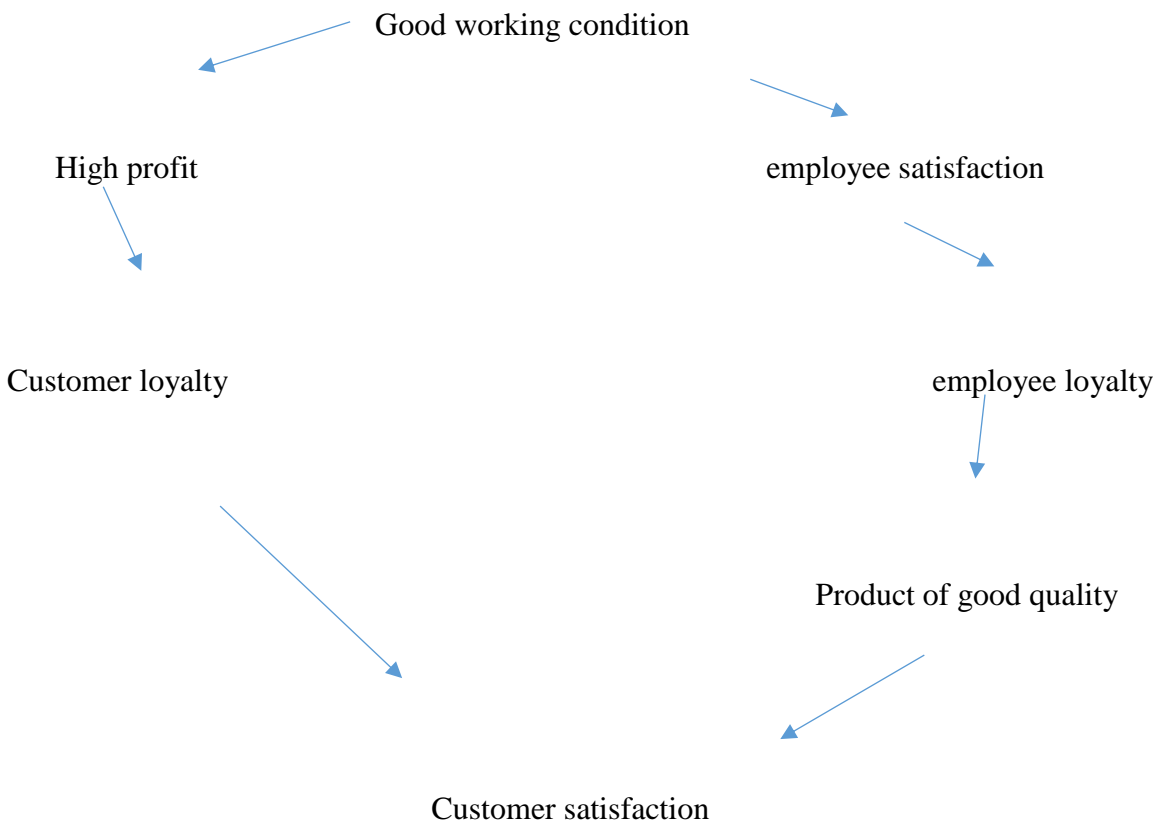 Good working condition
High profit
employee satisfaction
Customer loyalty
employee loyalty
Product of good quality
Customer satisfaction